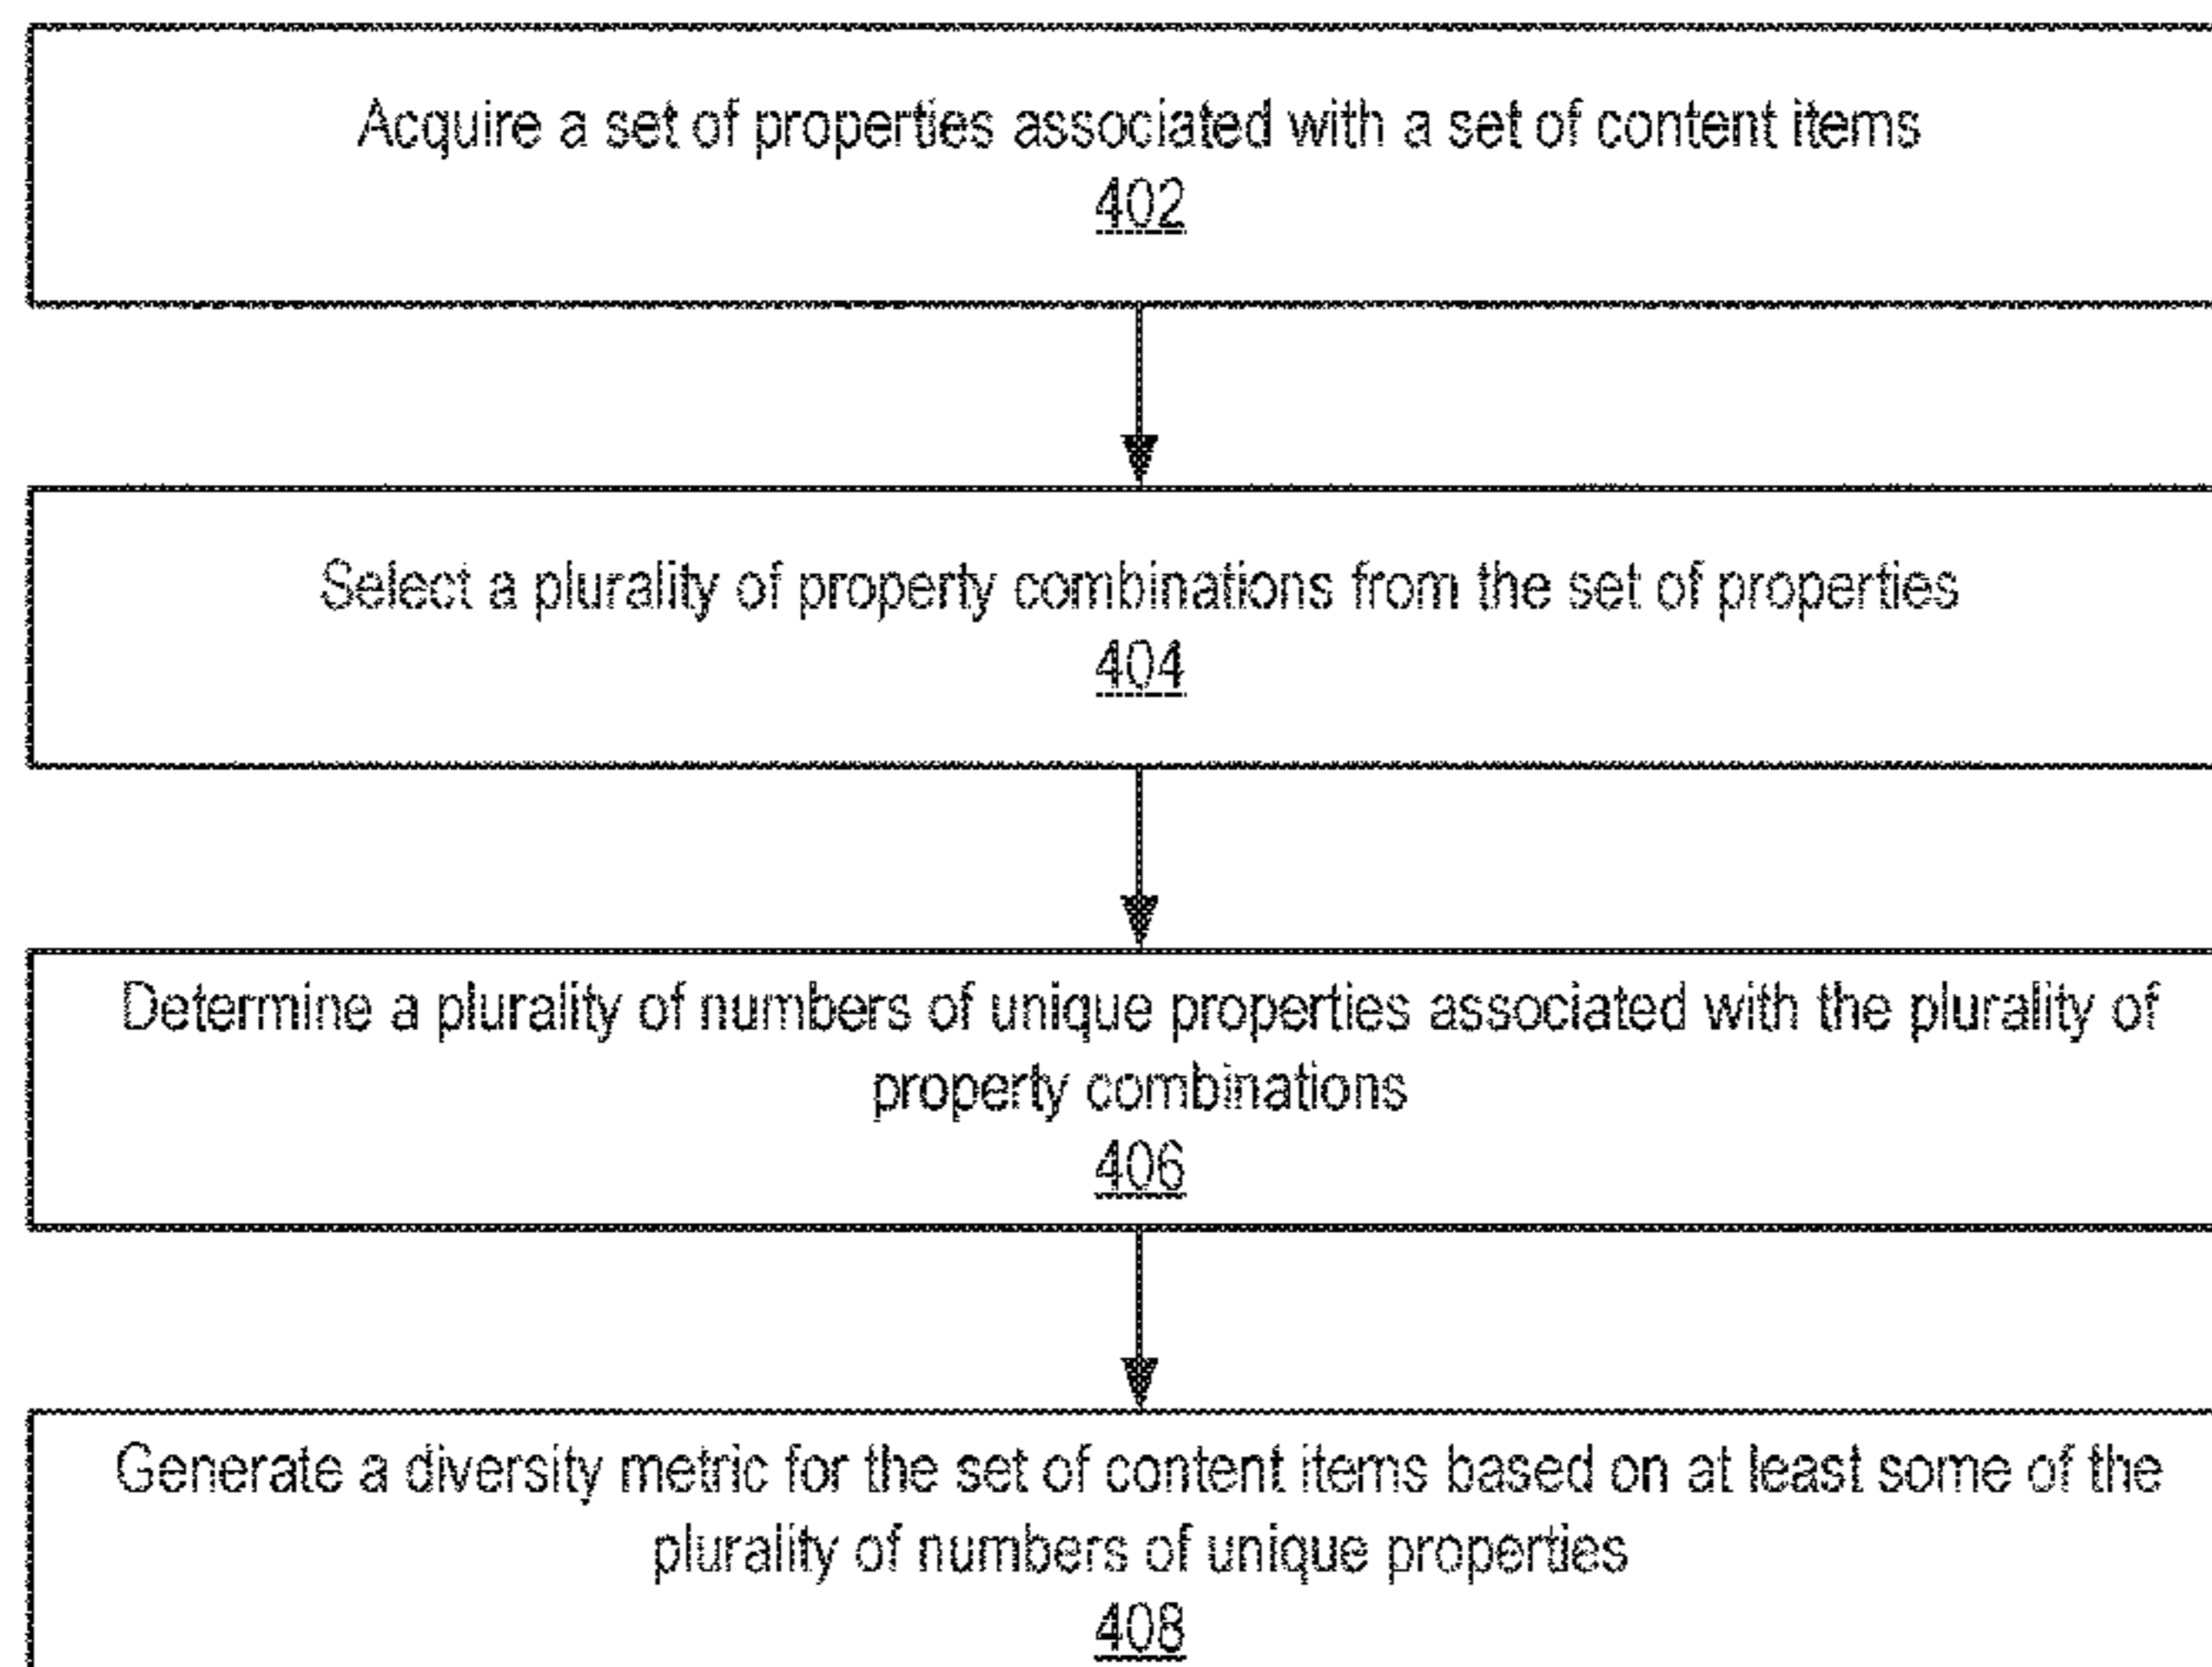 Acquire a set of properties associated with a set of content items
402
Select a plurality of property combinations from the set of properties
404
Determine a plurality of numbers of unique properties associated with the plurality of
property combinations
406
Generate a diversity metric for the set of content items based on at least some of the
plurality of numbers of unique properties
408